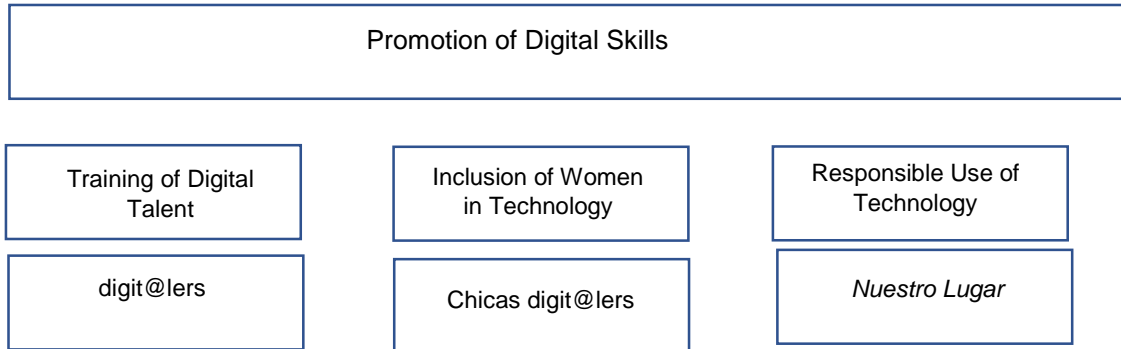 Promotion of Digital Skills
Training of Digital
Talent
Inclusion of Women
in Technology
Responsible Use of
Technology
digit@lers
Chicas digit@lers
Nuestro Lugar